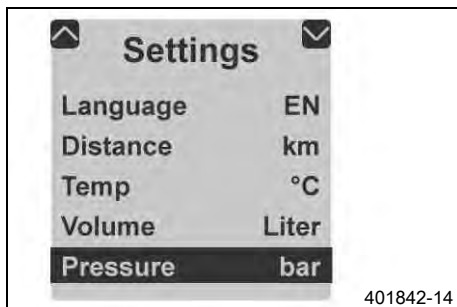 Settings
Language EN
Distance km
Temp °C
Volume Liter
Pressure bar
401842-14